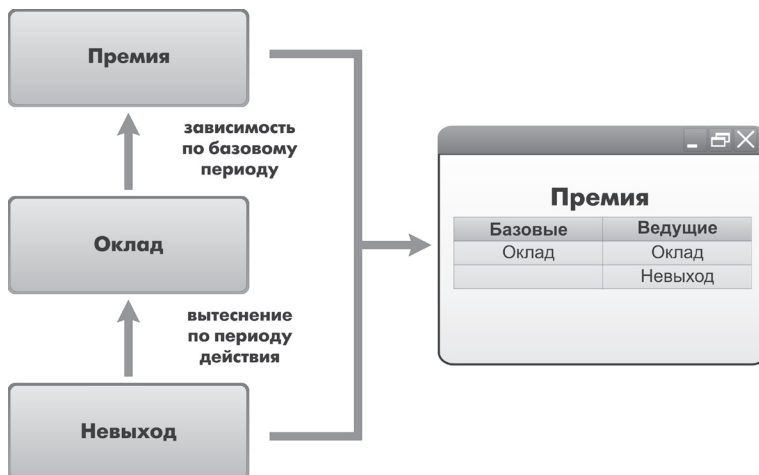 Премия
зависимость
по базовому
периоду
Оклад
вытеснение
по периоду
действия
Невыход
Премия
Базовые Ведущие
Оклад Оклад
Невыход